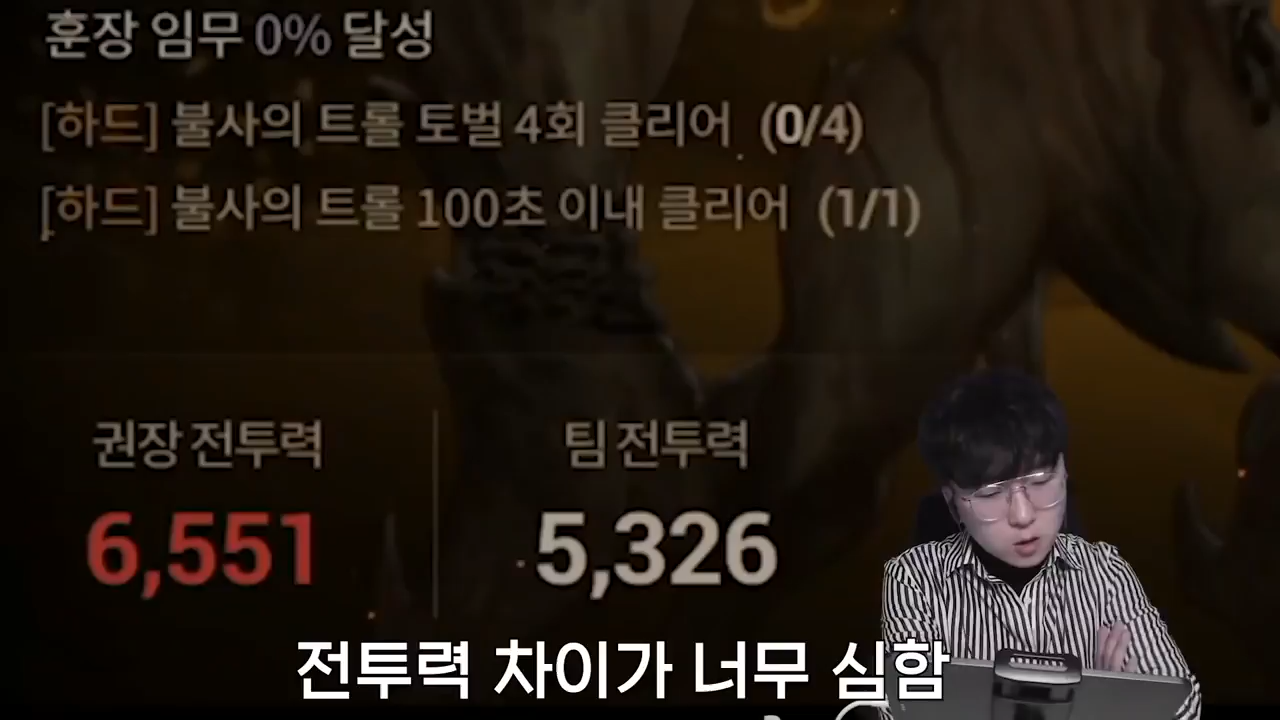 훈장 임무 0% 달성
[하드] 불사의 트롤 토벌 4회 클리어 (0/4)
[하드] 불사의 트롤 100초 이내 클리어 (1/1)
권장 전투력 팀 전투력
6,551 5,326
전투력 차이가 너무 심함